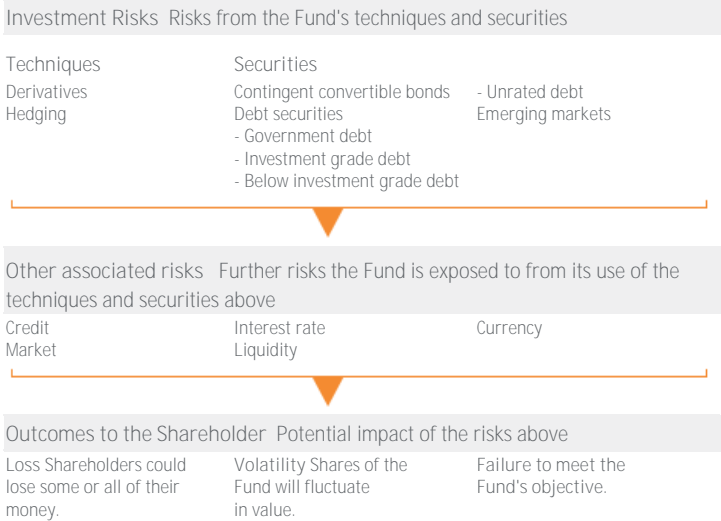 Investment Risks Risks from the Fund's techniques and securities
Techniques
Derivatives
Hedging
Securities
Contingent convertible bonds
Debt securities
- Government debt
- Investment grade debt
- Below investment grade debt
- Unrated debt
Emerging markets
Other associated risks Further risks the Fund is exposed to from its use of the
techniques and securities above
Credit
Market
Interest rate
Liquidity
Currency
Outcomes to the Shareholder Potential impact of the risks above
Loss Shareholders could
lose some or all of their
money.
Volatility Shares of the
Fund will fluctuate
in value.
Failure to meet the
Fund's objective.